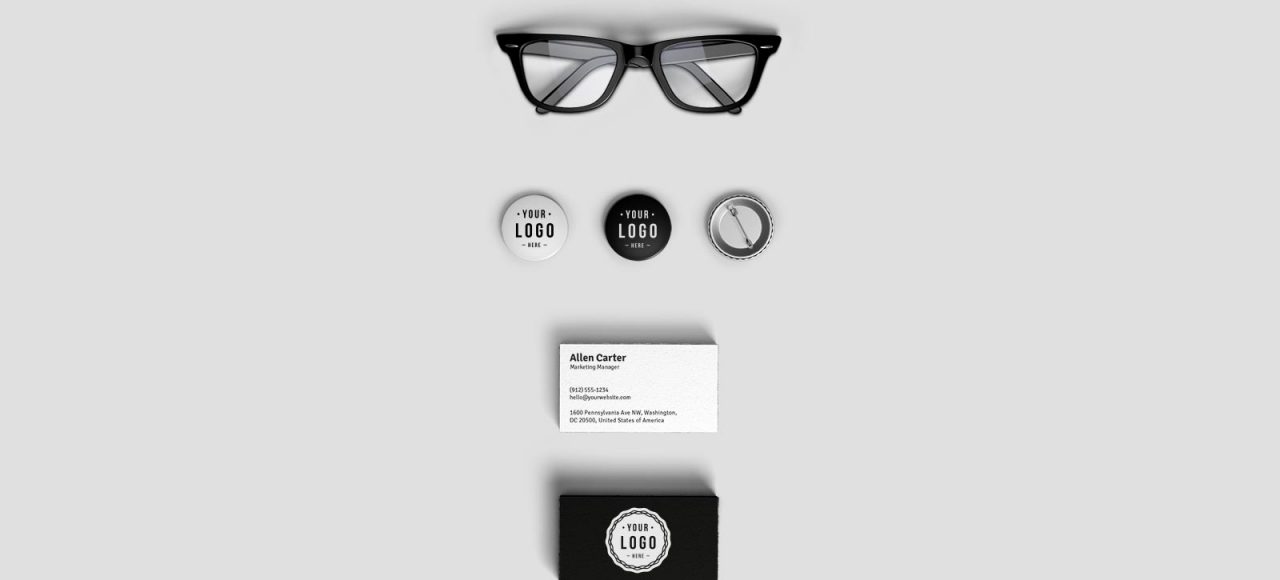 • YOUR •
LOGO
– HERE –
• YOUR •
LOGO
– HERE –
Allen Carter
Marketing Manager
(912) 555-1234
hello@yourwebsite.com
1600 Pennsylvania Ave NW, Washington,
DC 20500, United States of America
• YOUR •
LOGO
– HERE –